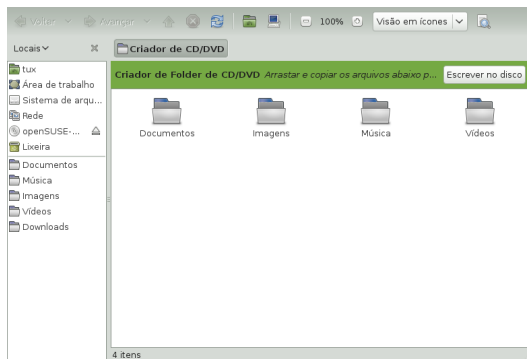 Voltar Avançar 100% Visão em ícones
Locais
Criador de CD/DVD
tux
Área de trabalho
Sistema de arqu...
Rede
openSUSE-...
Lixeira
Documentos
Música
Imagens
Vídeos
Downloads
Criador de Folder de CD/DVD Arrastar e copiar os arquivos abaixo p... Escrever no disco
Documentos Imagens Música Vídeos
4 itens